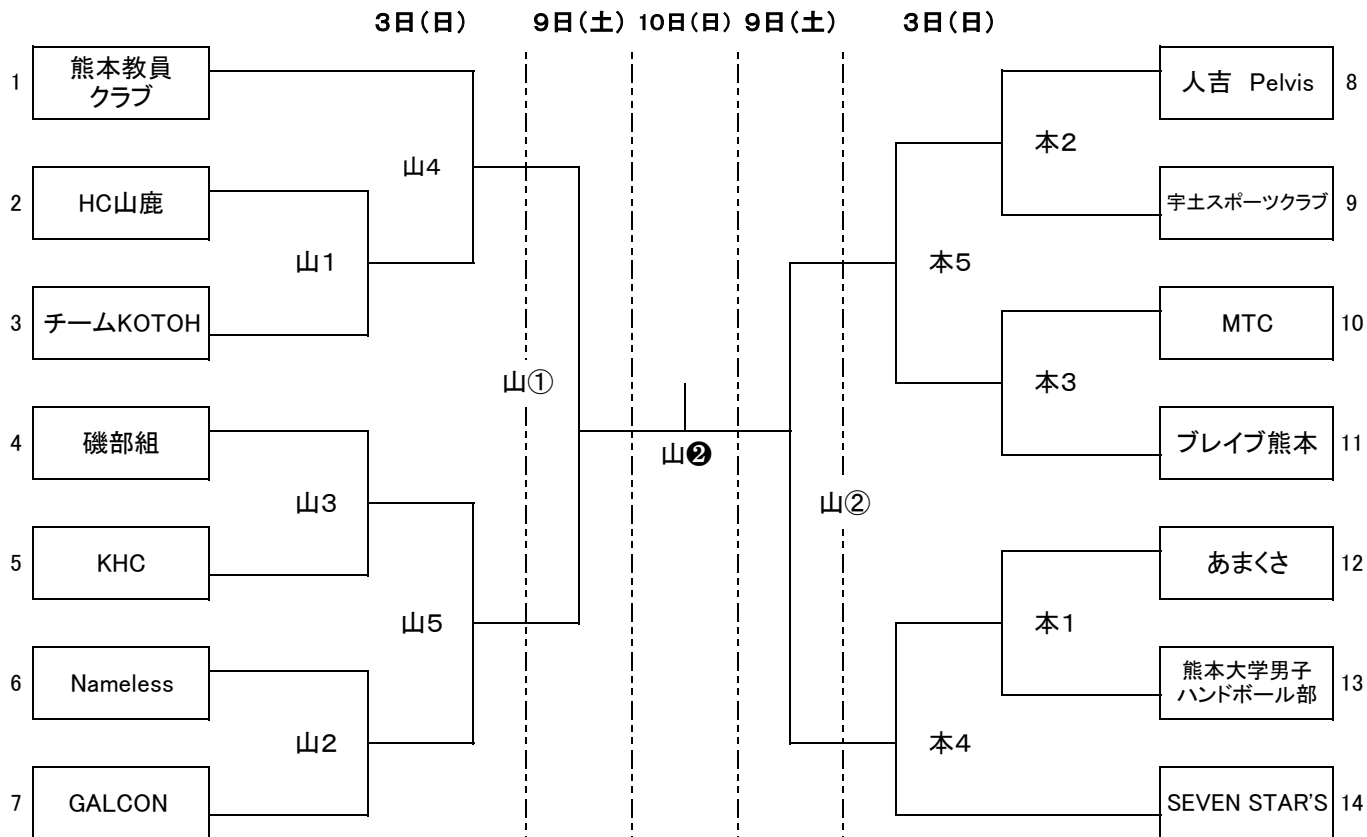 3日(日) 9日(土) 10日(日) 9日(土) 3日(日)
1 熊本教員
クラブ
2 HC山鹿
3 チームKOTOH
4 磯部組
5 KHC
6 Nameless
7 GALCON
山4
山1
山3
山5
山2
山①
山❷
山②
本2
本5
本3
本1
本4
人吉 Pelvis 8
宇土スポーツクラブ 9
MTC 10
ブレイブ熊本 11
あまくさ 12
熊本大学男子
ハンドボール部 13
SEVEN STAR'S 14